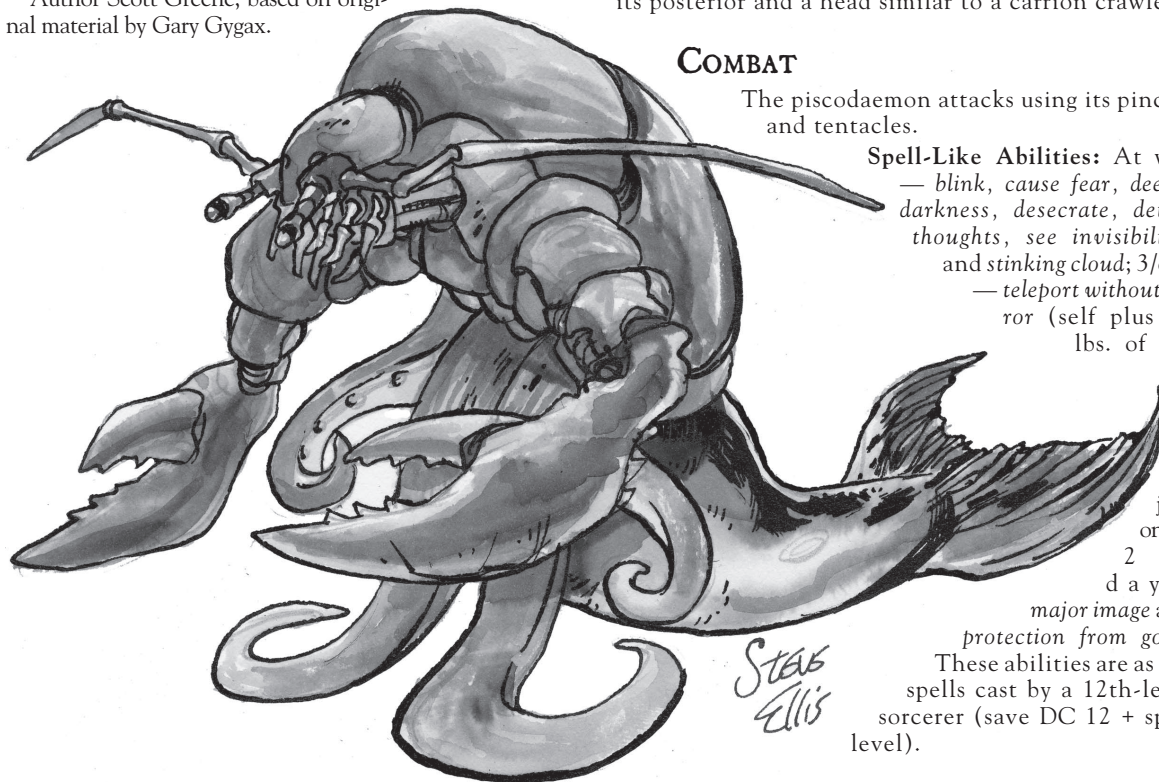 Author Scott Greene, based on origi-
nal material by Gary Gygax.
its posterior and a head similar to a carrion crawle
COMBAT
The piscodaemon attacks using its pinc
and tentacles.
Spell-Like Abilities: At w
— blink, cause fear, dee
darkness, desecrate, de
thoughts, see invisibili
and stinking cloud; 3/
— teleport without
ror (self plus
lbs. of
on
2
day
major image a
protection from go
These abilities are as
spells cast by a 12th-le
sorcerer (save DC 12 + sp
level).
Steve
Ellis